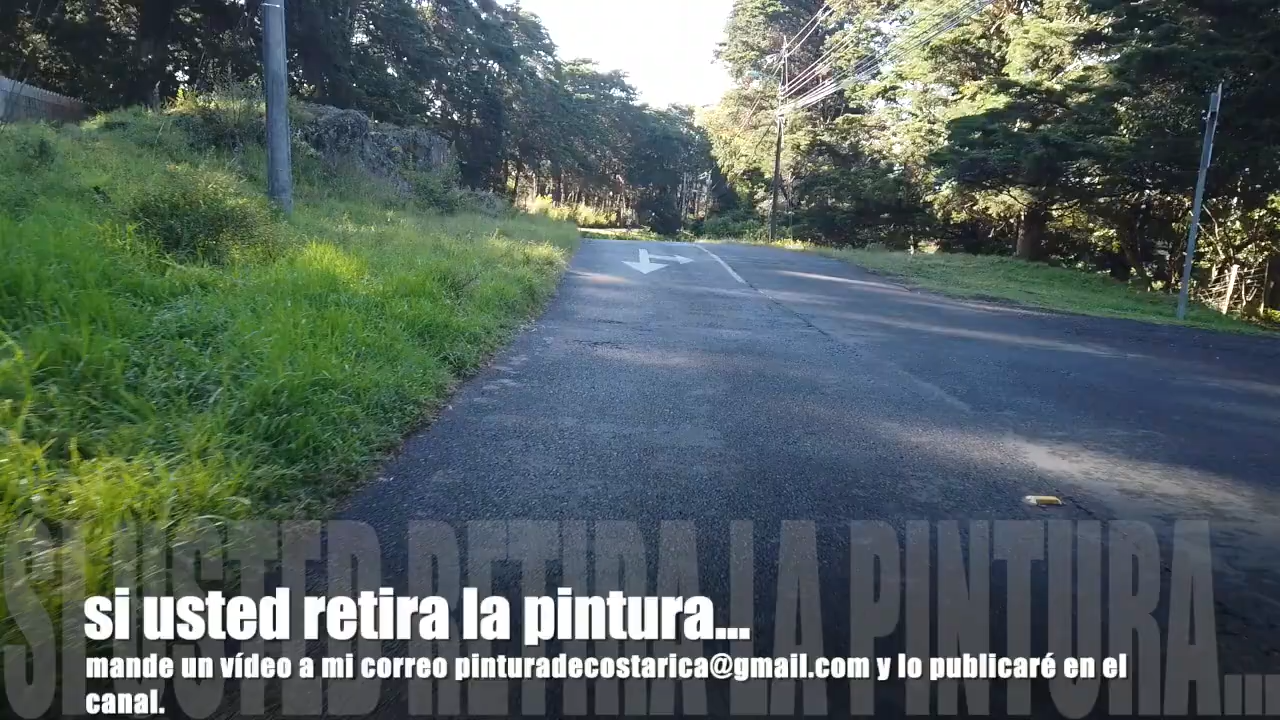 SI USTED RETIRA LA PINTURA...
si usted retira la pintura...
mande un vídeo a mi correo pinturadecostarica@gmail.com y lo publicaré en el
canal.